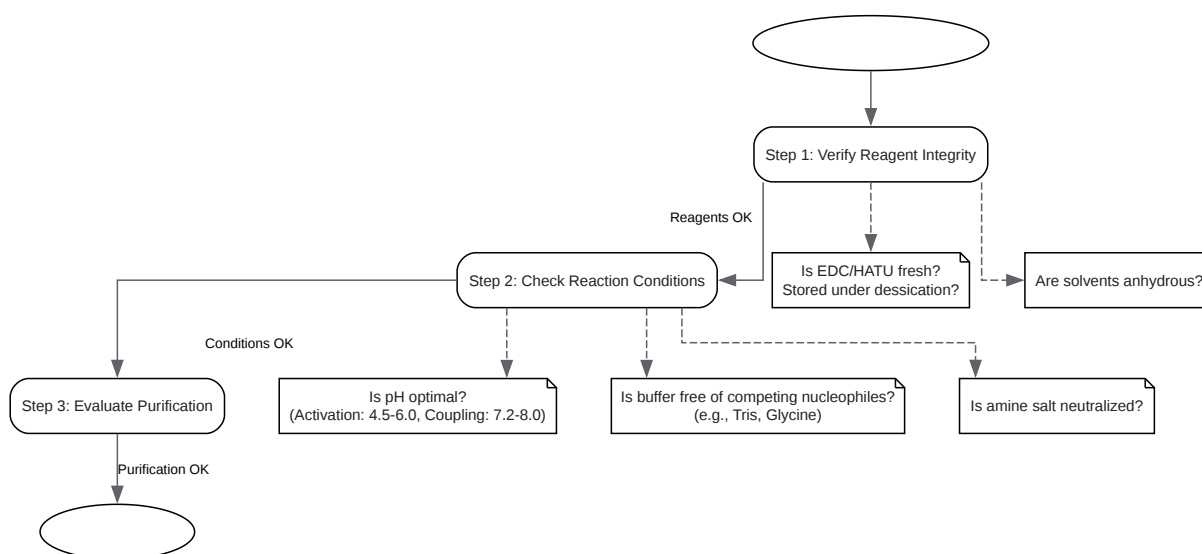 Step 1: Verify Reagent Integrity
Reagents OK
Is EDC/HATU fresh?
Stored under dessication?
Are solvents anhydrous?
Step 2: Check Reaction Conditions
Conditions OK
Step 3: Evaluate Purification
Is pH optimal?
(Activation: 4.5-6.0, Coupling: 7.2-8.0)
Is buffer free of competing nucleophiles?
(e.g., Tris, Glycine)
Is amine salt neutralized?
Purification OK